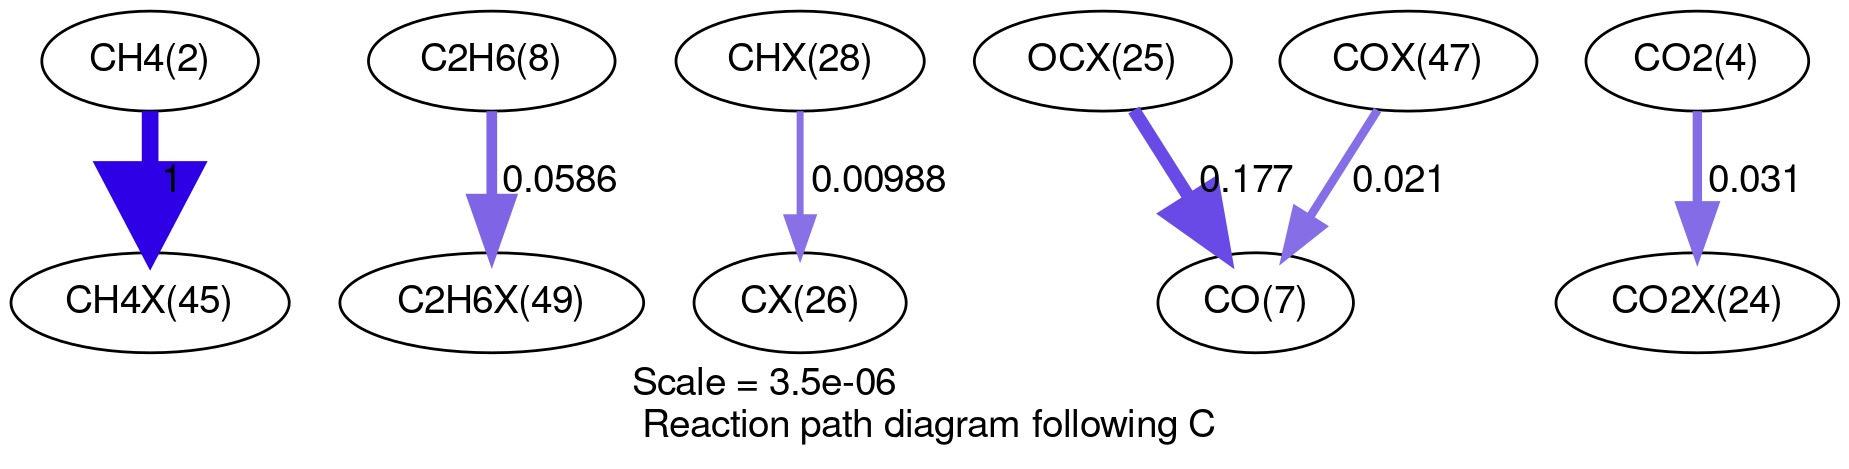 CH4(2)
C2H6(8)
CHX(28)
OCX(25)
COX(47)
CO2(4)
1
0.0586
0.00988
0.177
0.021
0.031
CH4X(45)
C2H6X(49)
CX(26)
CO(7)
CO2X(24)
Scale = 3.5e-06
Reaction path diagram following C